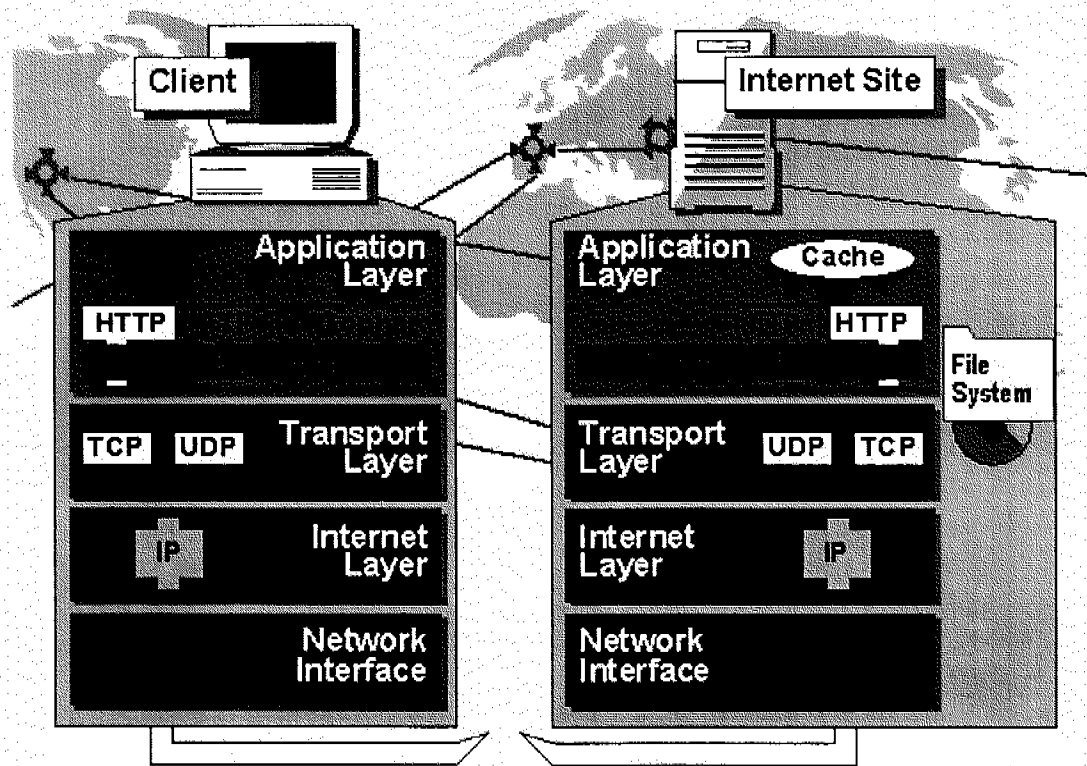 Client
Internet Site
Application
Layer
HTTP
TCP
UDP
Transport
Layer
IP
Internet
Layer
Network
Interface
Application
Layer
Cache
HTTP
File
System
Transport
Layer
UDP
TCP
Internet
Layer
IP
Network
Interface